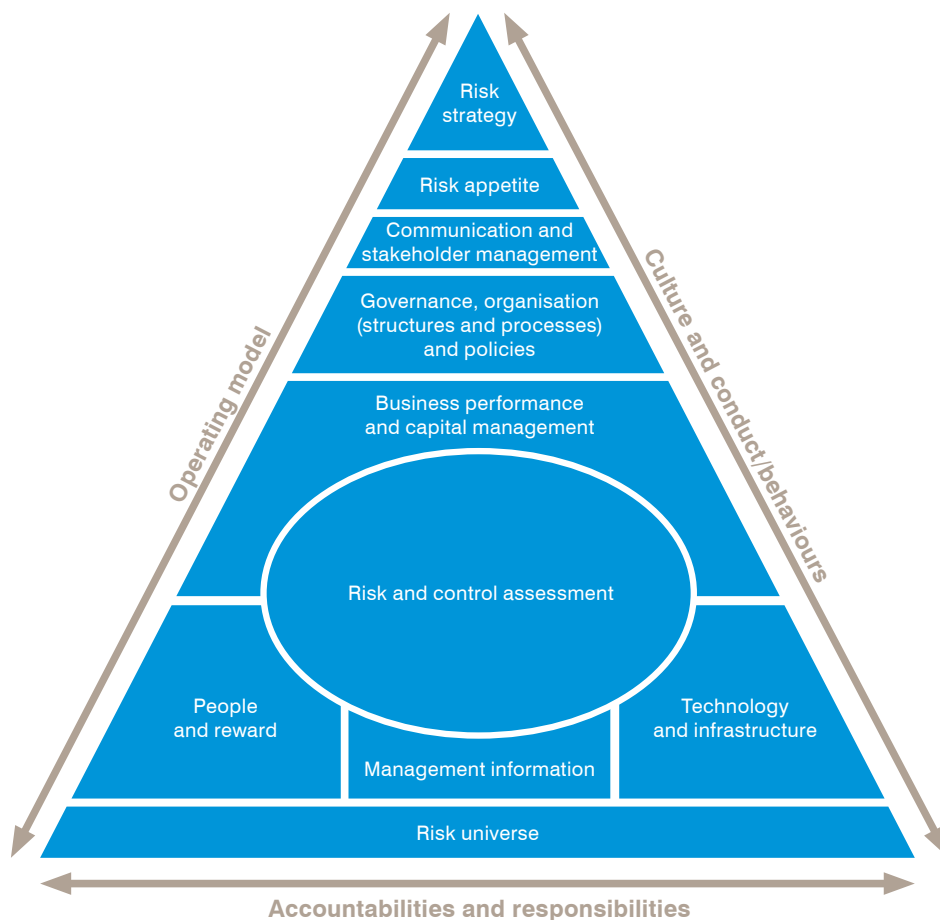 Risk
strategy
Risk appetite
Communication and
stakeholder management
Governance, organisation
(structures and processes)
and policies
Operating model
Culture and conduct/behaviours
Business performance
and capital management
Risk and control assessment
People
and reward
Technology
and infrastructure
Management information
Risk universe
Accountabilities and responsibilities